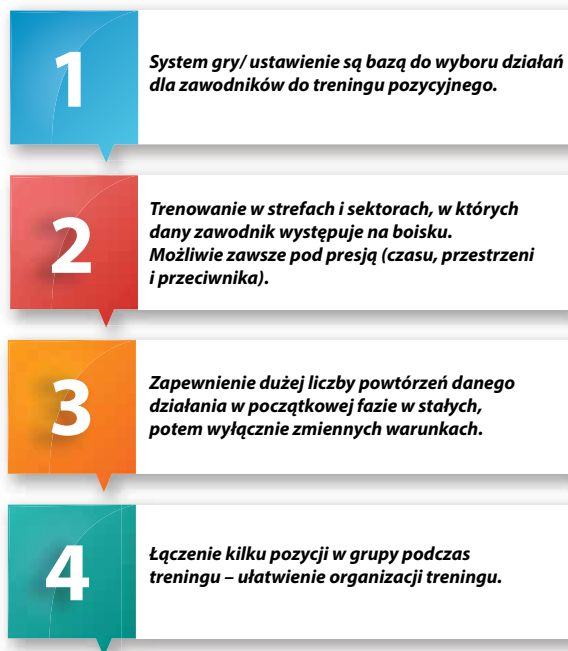 1
System gry/ ustawienie są bazą do wyboru działań
dla zawodników do treningu pozycyjnego.
2
Trenowanie w strefach i sektorach, w których
dany zawodnik występuje na boisku.
Możliwie zawsze pod presją (czasu, przestrzeni
i przeciwnika).
3
Zapewnienie dużej liczby powtórzeń danego
działania w początkowej fazie w stałych,
potem wyłącznie zmiennych warunkach.
4
Łączenie kilku pozycji w grupy podczas
treningu – ułatwienie organizacji treningu.